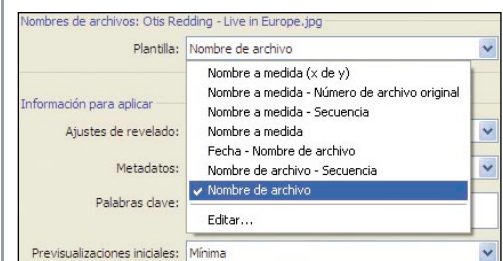 Nombres de archivos: Otis Redding - Live in Europe.jpg
Plantilla: Nombre de archivo
Nombre a medida (x de y)
Nombre a medida - Número de archivo original
Información para aplicar
Nombre a medida - Secuencia
Ajustes de revelado:
Nombre a medida
Fecha - Nombre de archivo
Metadatos:
Nombre de archivo - Secuencia
Nombre de archivo
Palabras clave:
Editar...
Previsualizaciones iniciales: Mínima